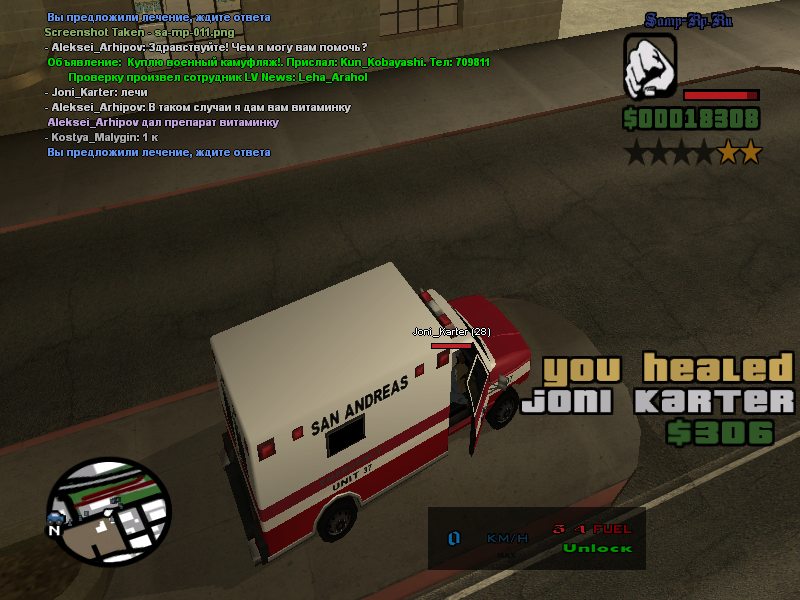 Вы предложили лечение, ждите ответа
Screenshot Taken - sa-mp-011.png
- Aleksei_Arhipov: Здравствуйте! Чем я могу вам помочь?
Объявление: Куплю военный камуфляж!. Прислал: Kun_Kobayashi. Тел: 709811
Проверку произвел сотрудник LV News: Leha_Arahol
- Joni_Karter: лечи
- Aleksei_Arhipov: В таком случаи я дам вам витаминку
Aleksei_Arhipov дал препарат витаминку
- Kostya_Malygin: 1 к
Вы предложили лечение, ждите ответа
Samp-Rp.Ru
$00018308
Joni_Karter (28)
SAN ANDREAS
UNIT 37
you healed
JONI KARTER
$306
N
0 KM/H 54 FUEL
MAX
Unlock